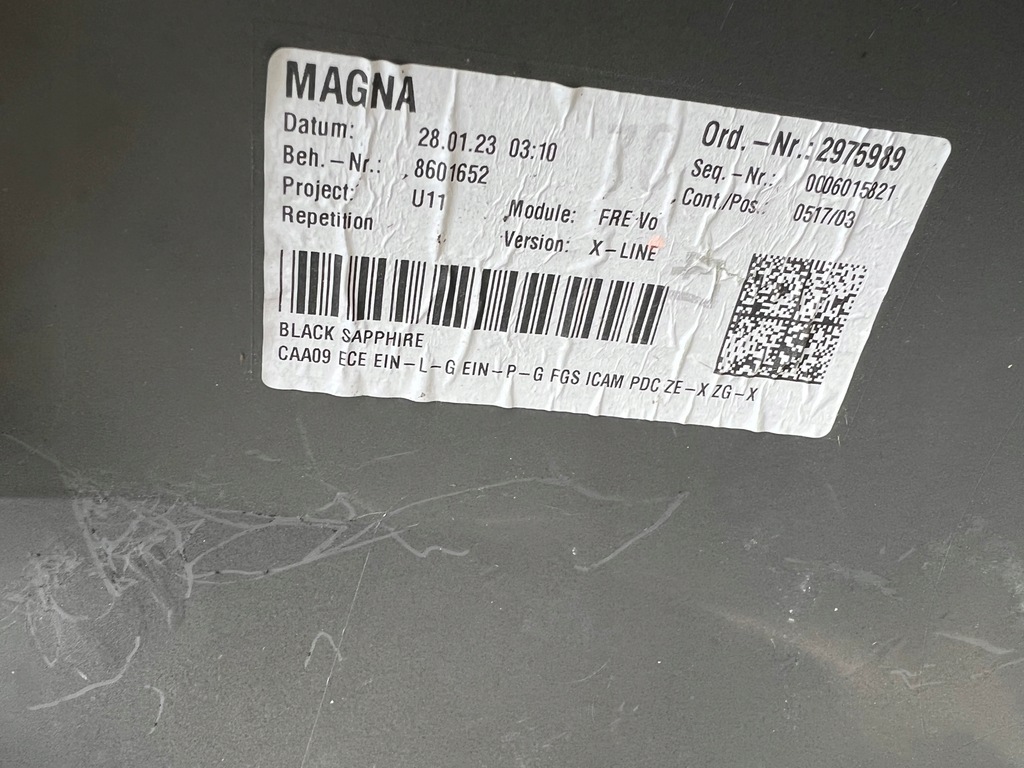 MAGNA
Datum: 28.01.23 03:10
Ord.-Nr.: 2975989
Beh.-Nr.: 8601652
Seq.-Nr.: 0006015821
Project: U11
Cont./Pos.: 0517/03
Repetition
Module: FRE Vo
Version: X-LINE
BLACK SAPPHIRE
CAA09 ECE EIN-L-G EIN-P-G FGS ICAM PDC ZE-X ZG-X